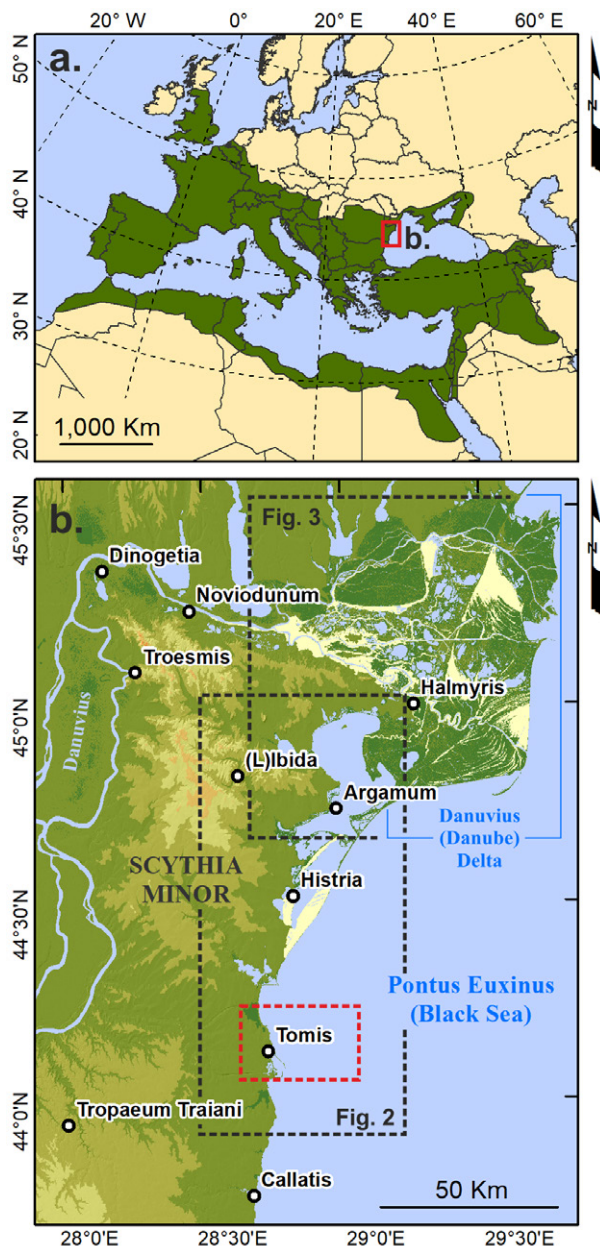 20° W
0°
20° E
40° E
60° E
50° N
40° N
30° N
20° N
a.
b.
1,000 Km
N
b.
Fig. 3
45°30'N
Dinogetia
Noviodunum
Troesmis
Halmyris
45°0'N
Danuvius
(L)Ibida
Argamum
Danuvius
(Danube)
Delta
SCYTHIA
MINOR
Histria
44°30'N
Pontus Euxinus
(Black Sea)
Tomis
Tropaeum Traiani
Fig. 2
44°0'N
Callatis
50 Km
28°0'E
28°30'E
29°0'E
29°30'E
N